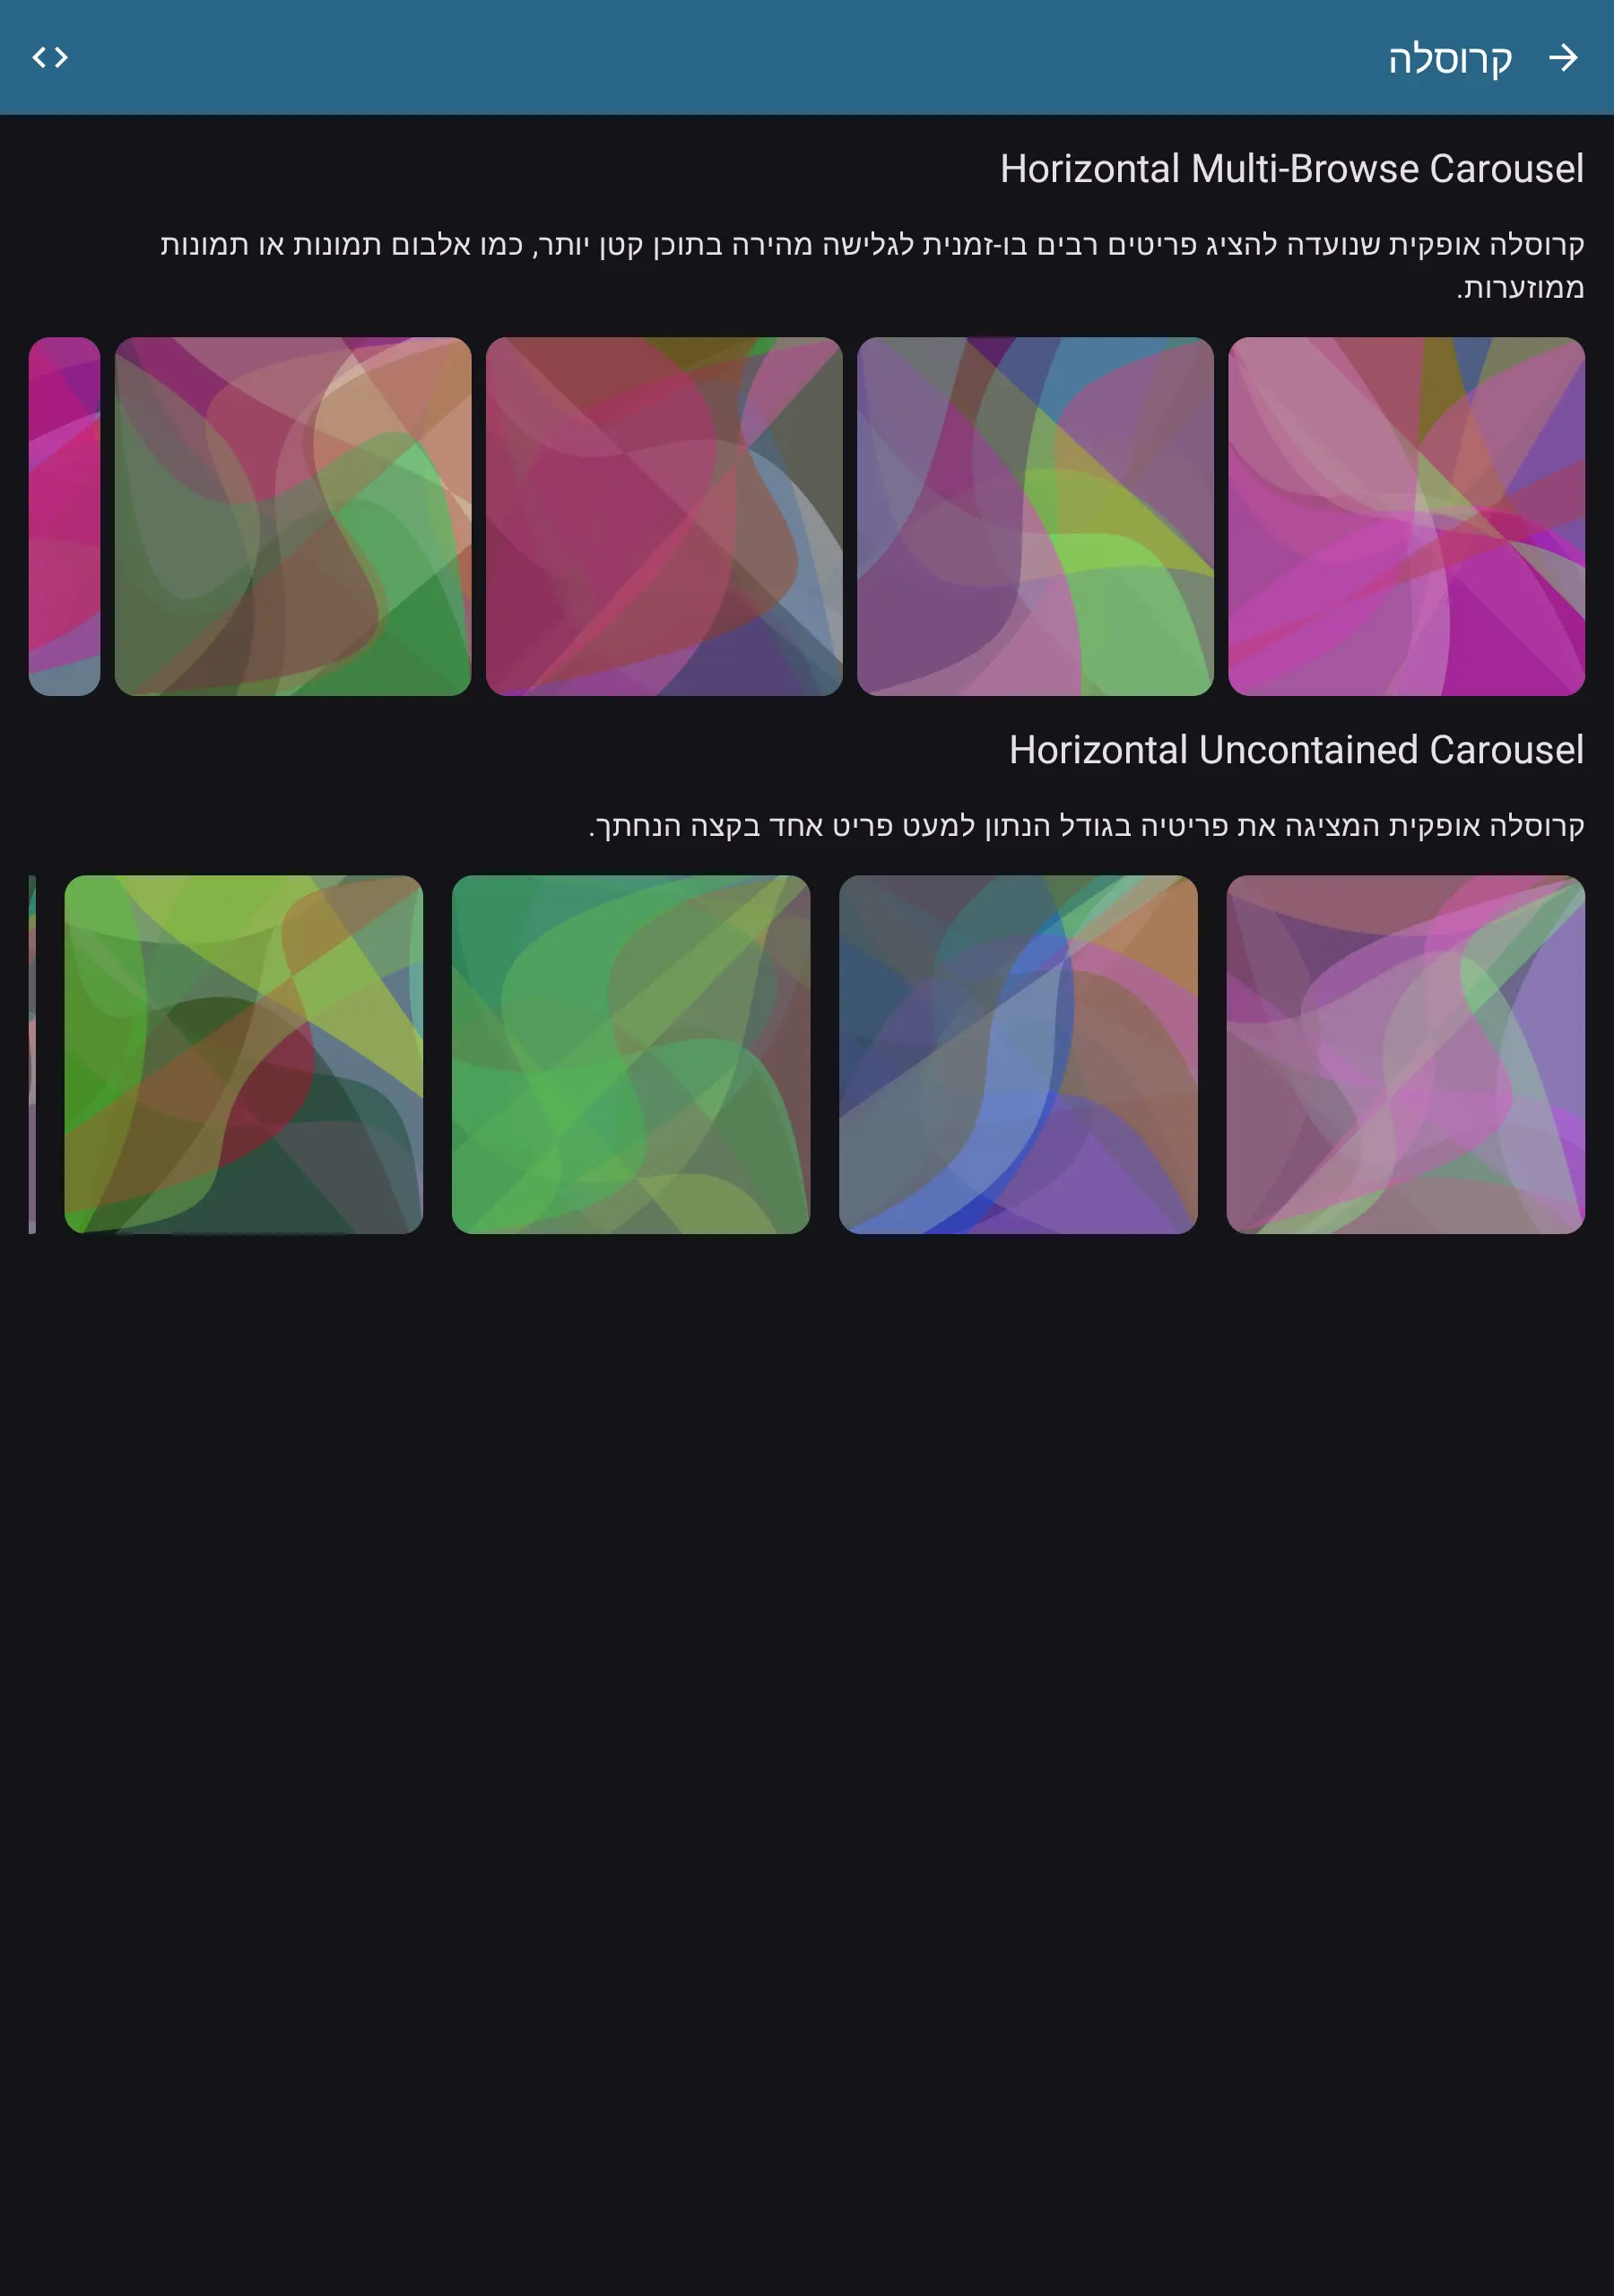 קרוסלה
Horizontal Multi-Browse Carousel
קרוסלה אופקית שנועדה להציג פריטים רבים בו-זמנית לגלישה מהירה בתוכן קטן יותר, כמו אלבום תמונות או תמונות
ממוזערות.
Horizontal Uncontained Carousel
קרוסלה אופקית המציגה את פריטיה בגודל הנתון למעט פריט אחד בקצה הנחתך.